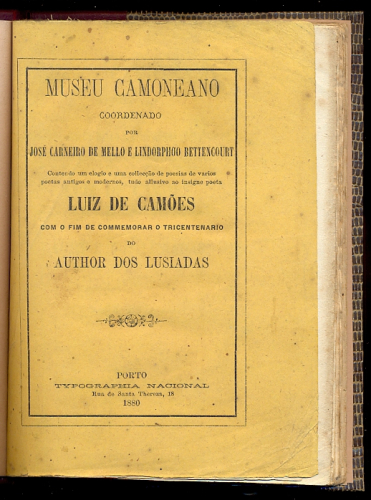 MUSEU CAMONEANO
COORDENADO
POR
JOSÉ CARNEIRO DE MELLO E LINDORPHO BETTENCOURT
Contendo um elogio e uma collecção de poesias de varios
poetas antigos e modernos, tudo allusivo ao insigne poeta
LUIZ DE CAMÕES
COM O FIM DE COMMEMORAR O TRICENTENARIO
DO
AUTHOR DOS LUSIADAS
PORTO
TYPOGRAPHIA NACIONAL
Rua de Santa Thereza, 18
1880